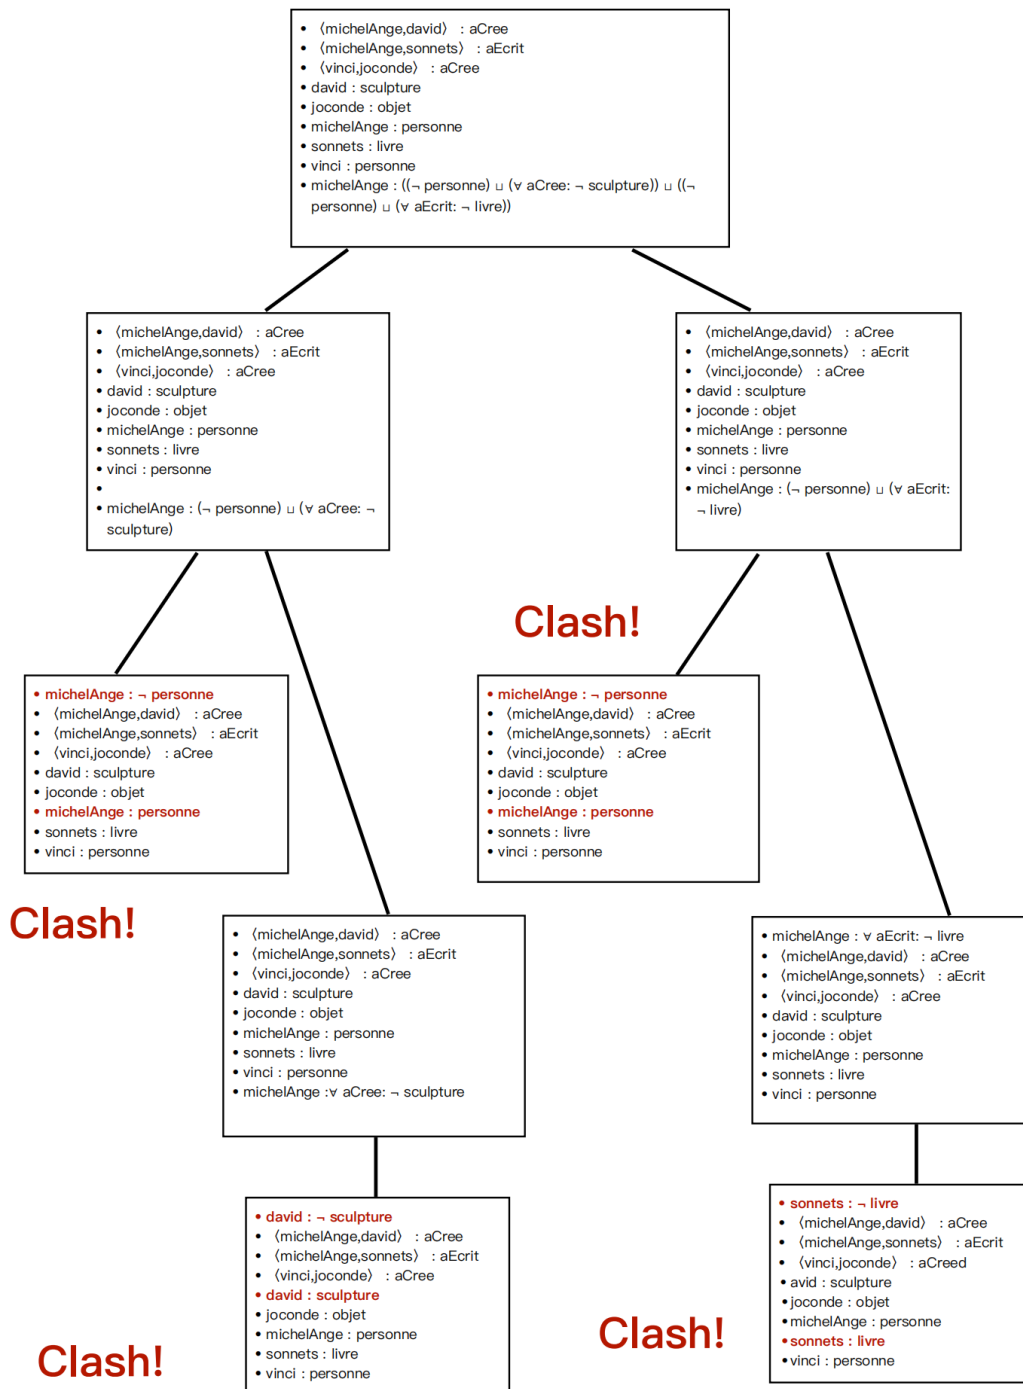 • ⟨michelAnge,david⟩ : aCree
• ⟨michelAnge,sonnets⟩ : aEcrit
• ⟨vinci,joconde⟩ : aCree
• david : sculpture
• joconde : objet
• michelAnge : personne
• sonnets : livre
• vinci : personne
• michelAnge : ((¬ personne) ⊔ (∀ aCree: ¬ sculpture)) ⊔ ((¬
personne) ⊔ (∀ aEcrit: ¬ livre))
• ⟨michelAnge,david⟩ : aCree
• ⟨michelAnge,sonnets⟩ : aEcrit
• ⟨vinci,joconde⟩ : aCree
• david : sculpture
• joconde : objet
• michelAnge : personne
• sonnets : livre
• vinci : personne
•
• michelAnge : (¬ personne) ⊔ (∀ aCree: ¬
sculpture)
• ⟨michelAnge,david⟩ : aCree
• ⟨michelAnge,sonnets⟩ : aEcrit
• ⟨vinci,joconde⟩ : aCree
• david : sculpture
• joconde : objet
• michelAnge : personne
• sonnets : livre
• vinci : personne
• michelAnge : (¬ personne) ⊔ (∀ aEcrit:
¬ livre)
Clash!
• michelAnge : ¬ personne
• ⟨michelAnge,david⟩ : aCree
• ⟨michelAnge,sonnets⟩ : aEcrit
• ⟨vinci,joconde⟩ : aCree
• david : sculpture
• joconde : objet
• michelAnge : personne
• sonnets : livre
• vinci : personne
• michelAnge : ¬ personne
• ⟨michelAnge,david⟩ : aCree
• ⟨michelAnge,sonnets⟩ : aEcrit
• ⟨vinci,joconde⟩ : aCree
• david : sculpture
• joconde : objet
• michelAnge : personne
• sonnets : livre
• vinci : personne
Clash!
• ⟨michelAnge,david⟩ : aCree
• ⟨michelAnge,sonnets⟩ : aEcrit
• ⟨vinci,joconde⟩ : aCree
• david : sculpture
• joconde : objet
• michelAnge : personne
• sonnets : livre
• vinci : personne
• michelAnge :∀ aCree: ¬ sculpture
• michelAnge : ∀ aEcrit: ¬ livre
• ⟨michelAnge,david⟩ : aCree
• ⟨michelAnge,sonnets⟩ : aEcrit
• ⟨vinci,joconde⟩ : aCree
• david : sculpture
• joconde : objet
• michelAnge : personne
• sonnets : livre
• vinci : personne
• david : ¬ sculpture
• ⟨michelAnge,david⟩ : aCree
• ⟨michelAnge,sonnets⟩ : aEcrit
• ⟨vinci,joconde⟩ : aCree
• david : sculpture
• joconde : objet
• michelAnge : personne
• sonnets : livre
• vinci : personne
Clash!
• sonnets : ¬ livre
• ⟨michelAnge,david⟩ : aCree
• ⟨michelAnge,sonnets⟩ : aEcrit
• ⟨vinci,joconde⟩ : aCreed
• avid : sculpture
• joconde : objet
• michelAnge : personne
• sonnets : livre
• vinci : personne
Clash!